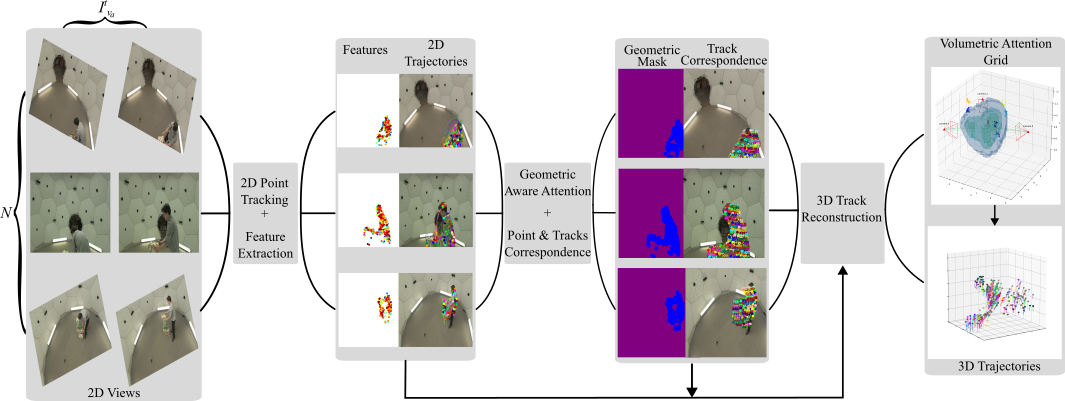 I^t_{v_a}
N
2D Views
2D Point
Tracking
+
Feature
Extraction
Features
2D
Trajectories
Geometric
Aware Attention
+
Point & Tracks
Correspondence
Geometric
Mask
Track
Correspondence
3D Track
Reconstruction
Volumetric Attention
Grid
3D Trajectories